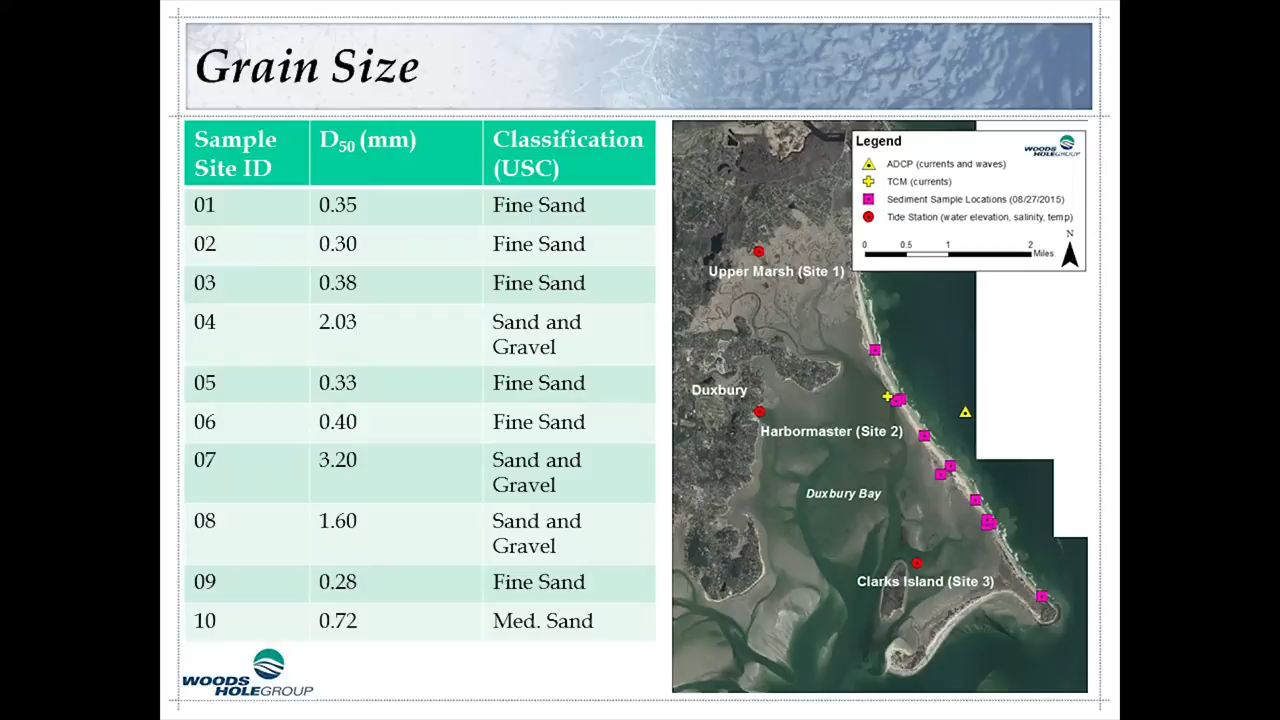 Grain Size
Sample Site ID D50 (mm) Classification (USC)
01 0.35 Fine Sand
02 0.30 Fine Sand
03 0.38 Fine Sand
04 2.03 Sand and Gravel
05 0.33 Fine Sand
06 0.40 Fine Sand
07 3.20 Sand and Gravel
08 1.60 Sand and Gravel
09 0.28 Fine Sand
10 0.72 Med. Sand
WOODS
HOLEGROUP
Legend
WOODS
HOLEGROUP
ADCP (currents and waves)
TCM (currents)
Sediment Sample Locations (08/27/2015)
Tide Station (water elevation, salinity, temp)
N
0 0.5 1 2
Miles
Upper Marsh (Site 1)
Duxbury
Harbormaster (Site 2)
Duxbury Bay
Clarks Island (Site 3)